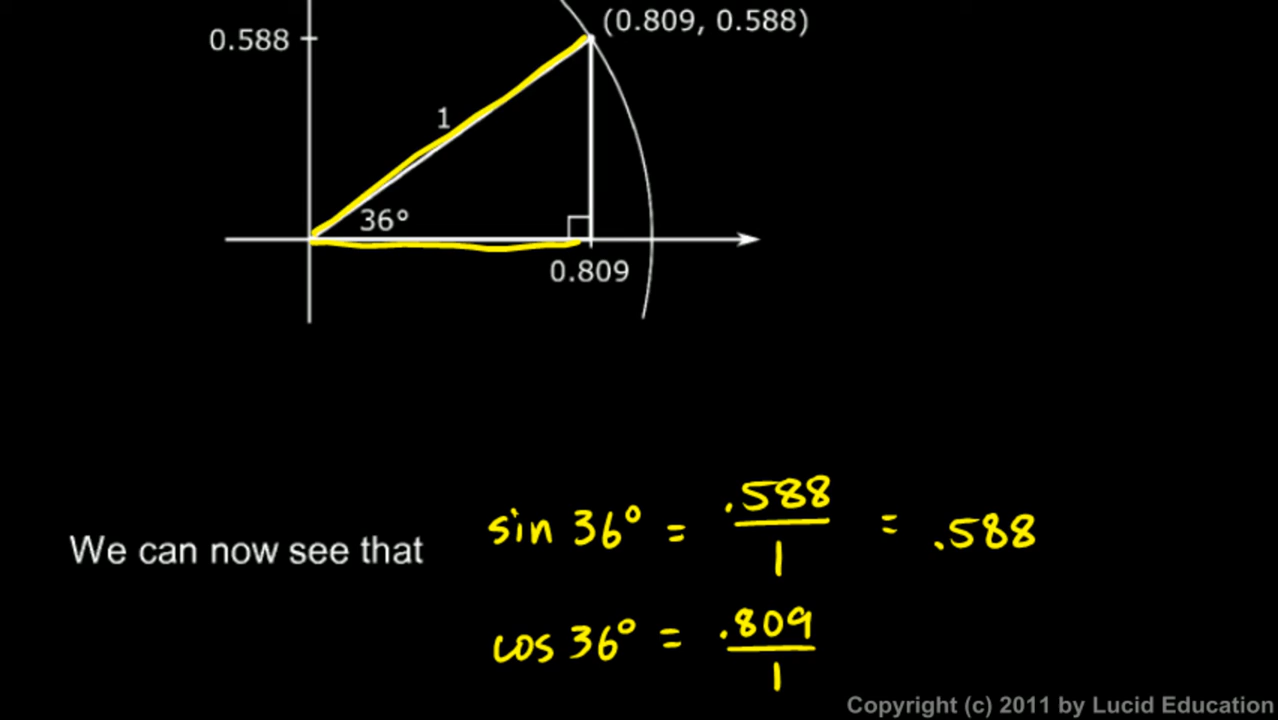 (0.809, 0.588)
0.588
1
36°
0.809
sin 36° = .588 / 1 = .588
We can now see that
cos 36° = .809 / 1
Copyright (c) 2011 by Lucid Education